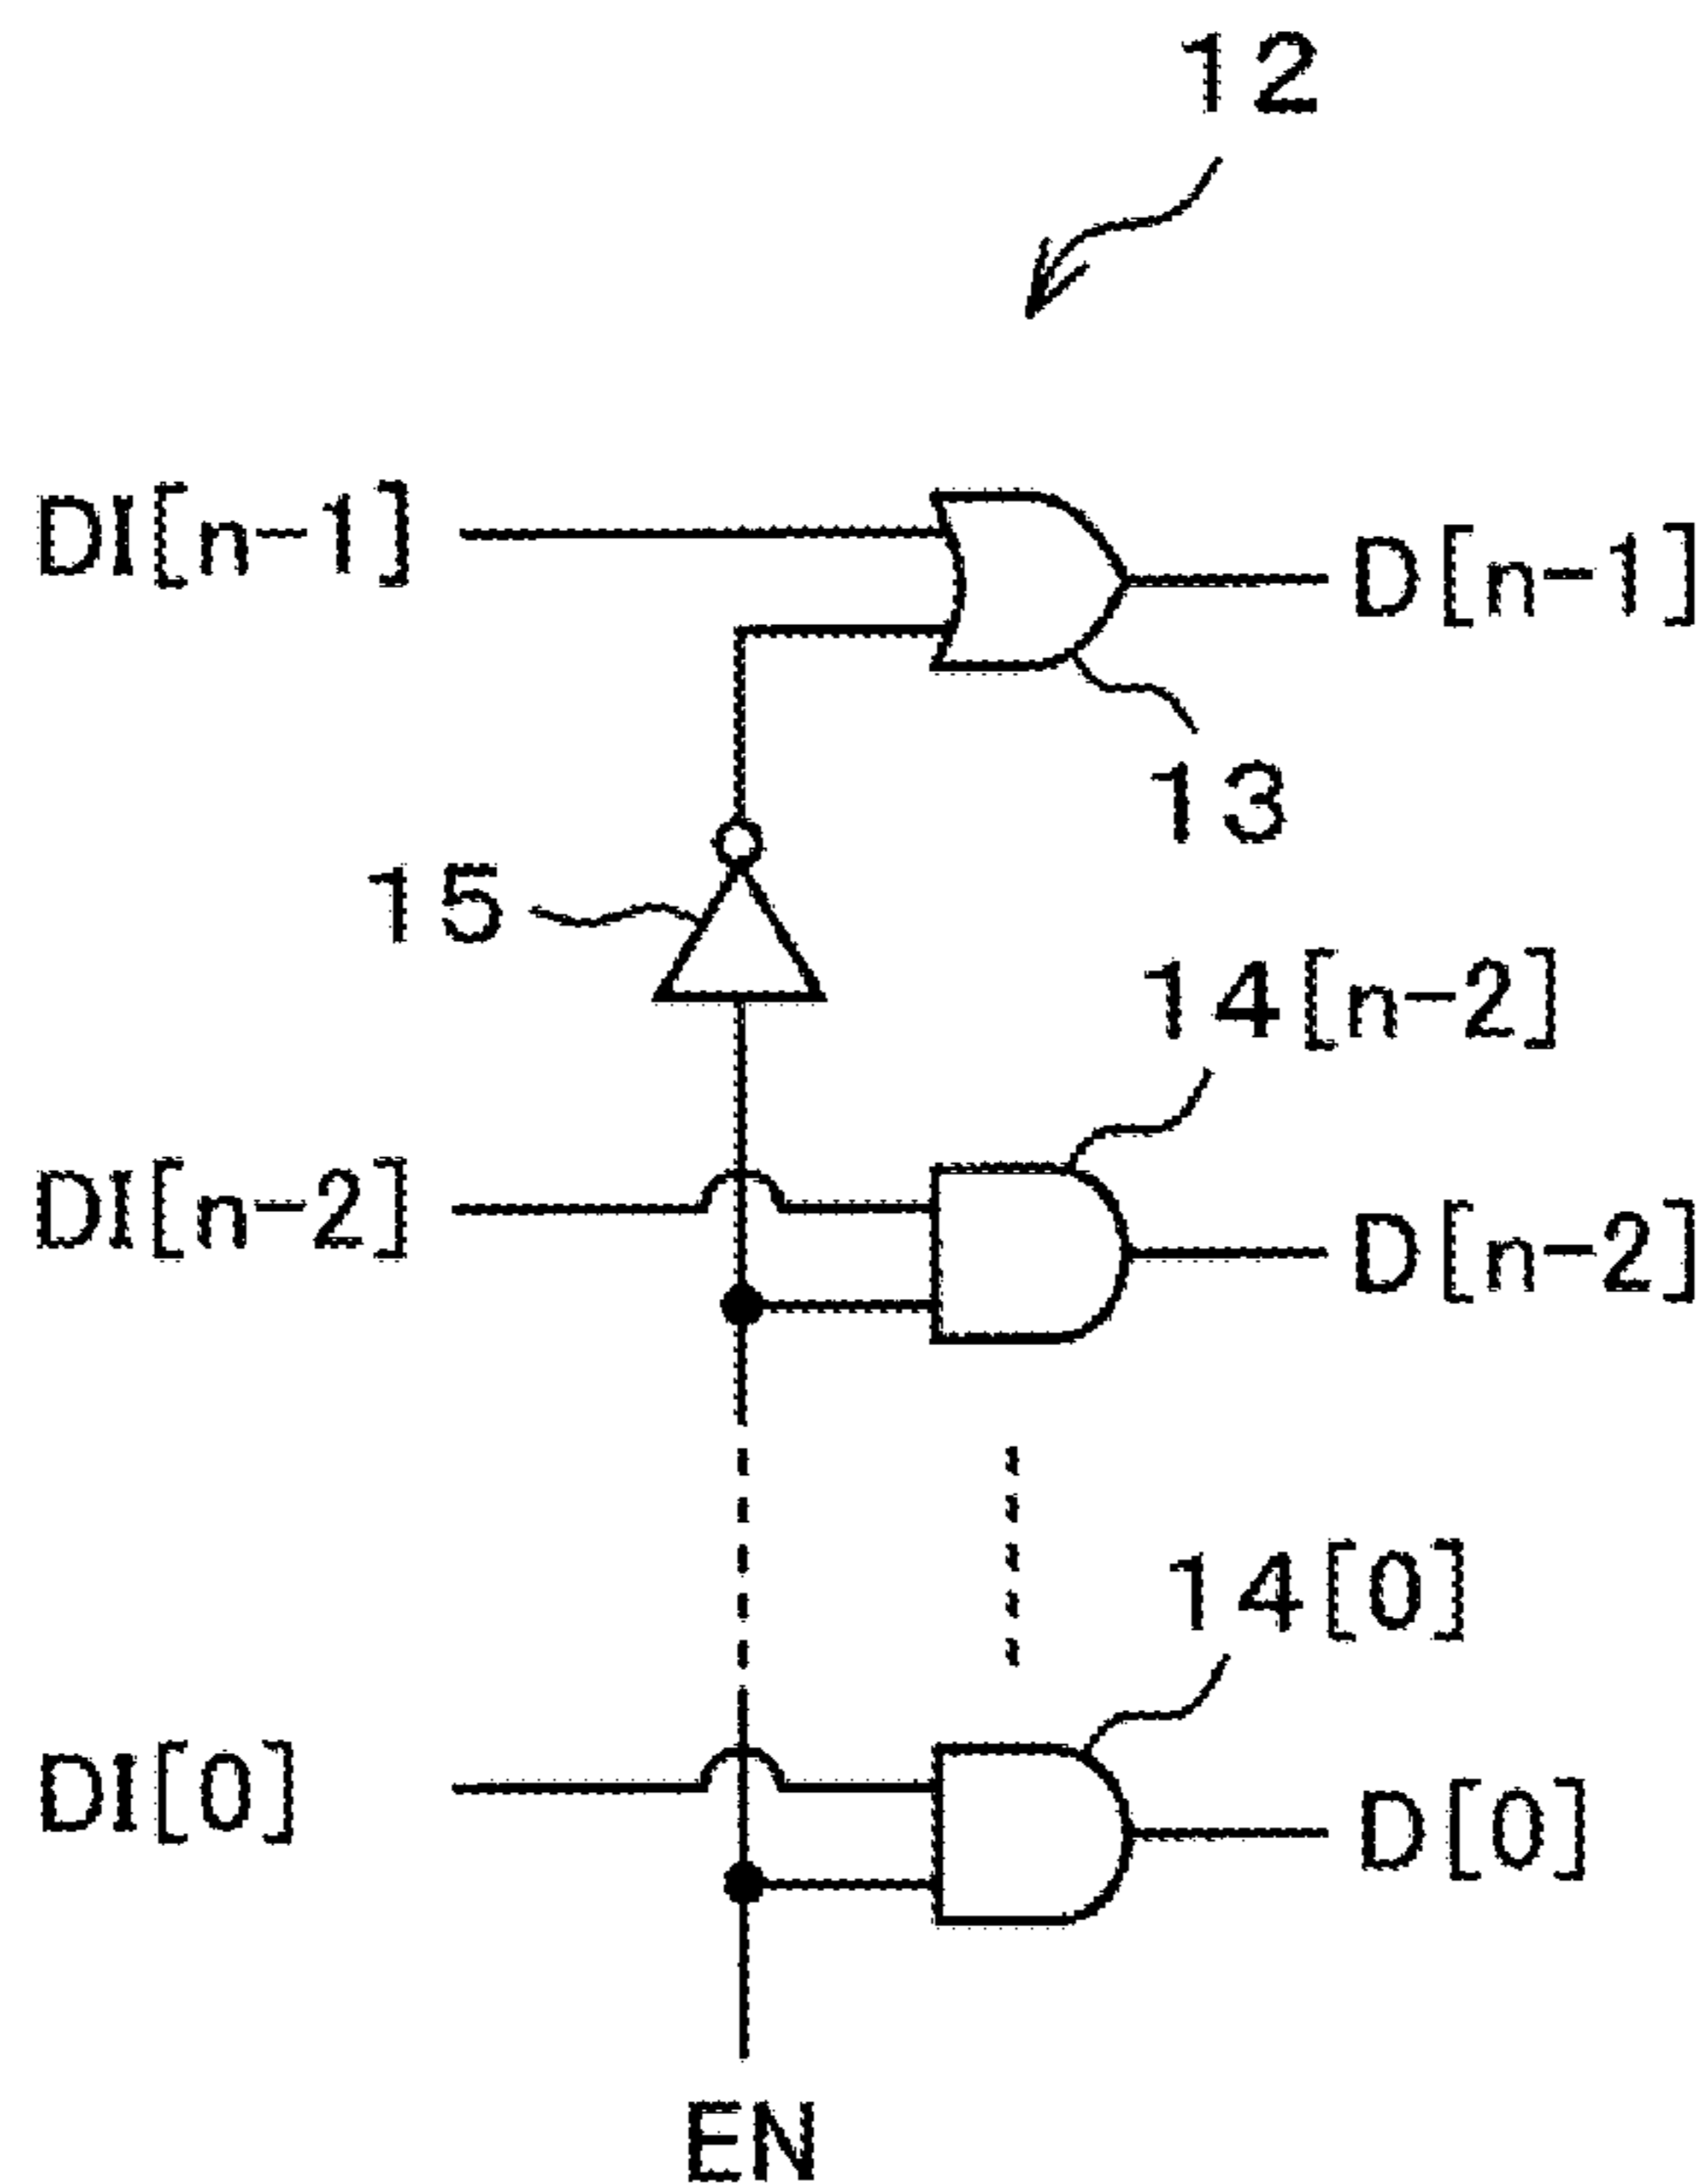 12
DI[n-1]
D[n-1]
13
15
14[n-2]
DI[n-2]
D[n-2]
14[0]
DI[0]
D[0]
EN